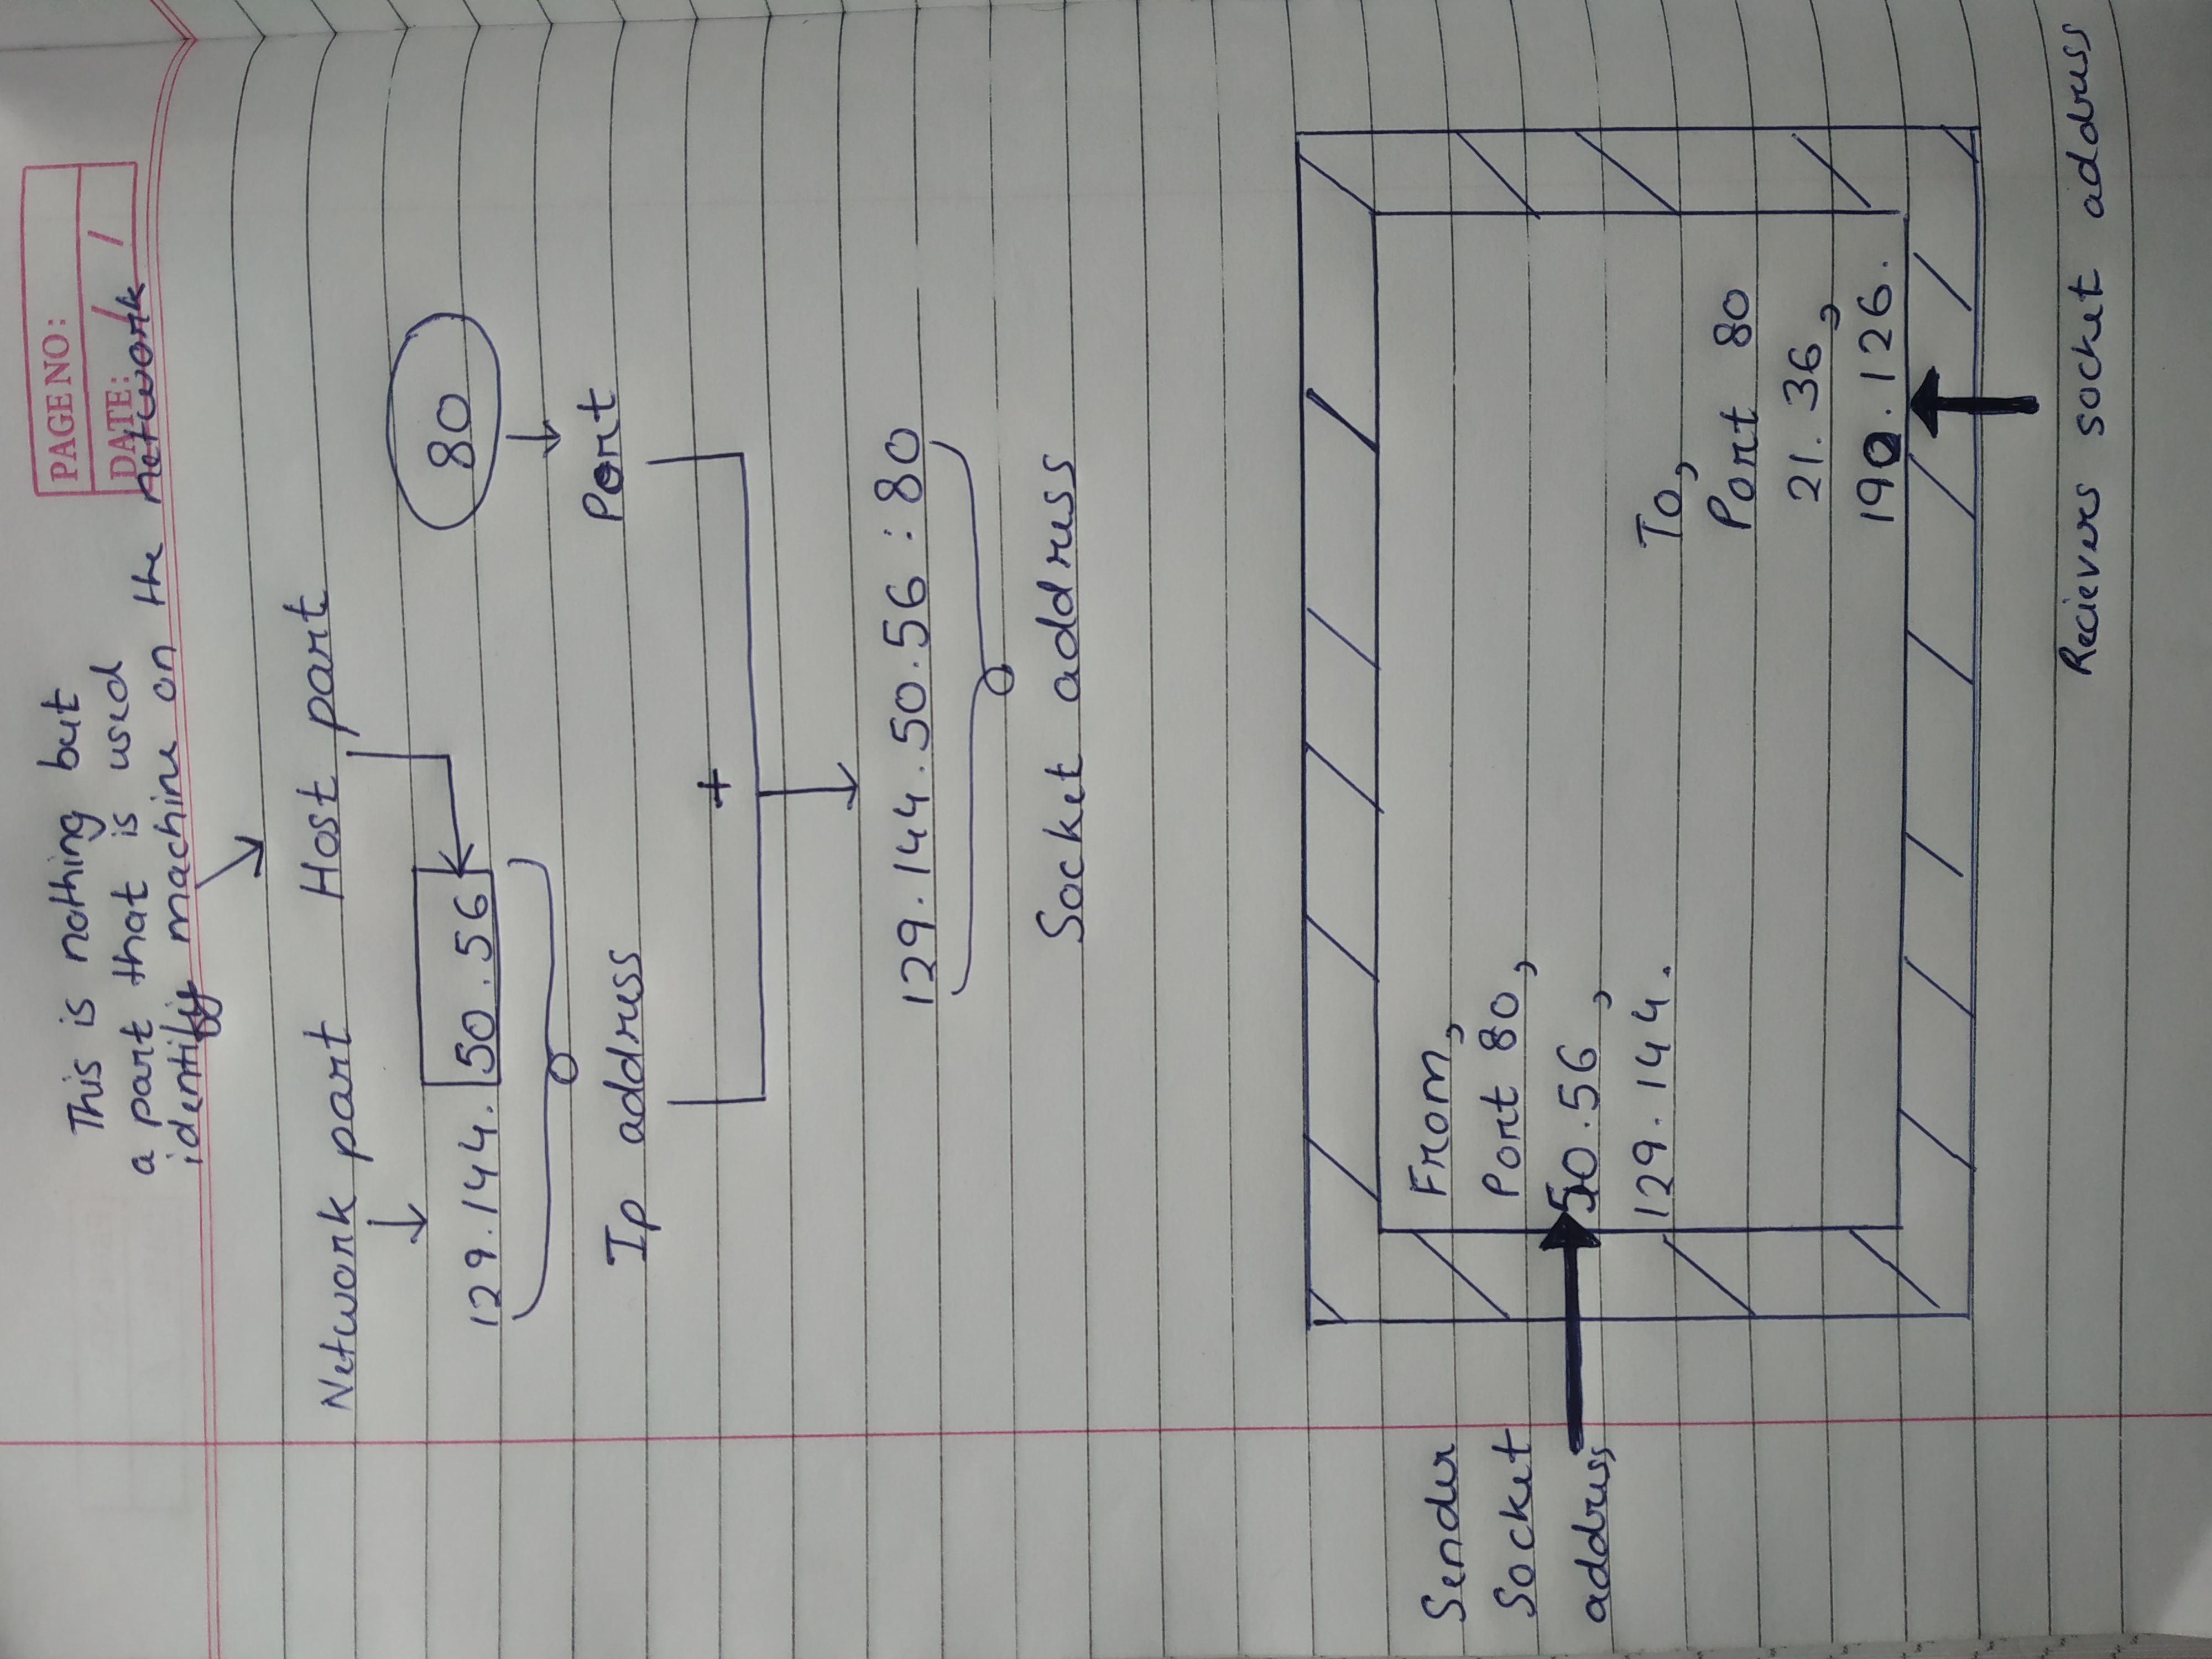 PAGE NO:
DATE: / /
This is nothing but
a part that is used
identify machine on the network
Network part Host part
129.144.50.56
80
Ip address
Port
+
129.144.50.56:80
Socket address
Sender
Socket
address
From,
Port 80,
50.56,
129.144.
To,
Port 80
21.36,
190.126.
Recievers socket address